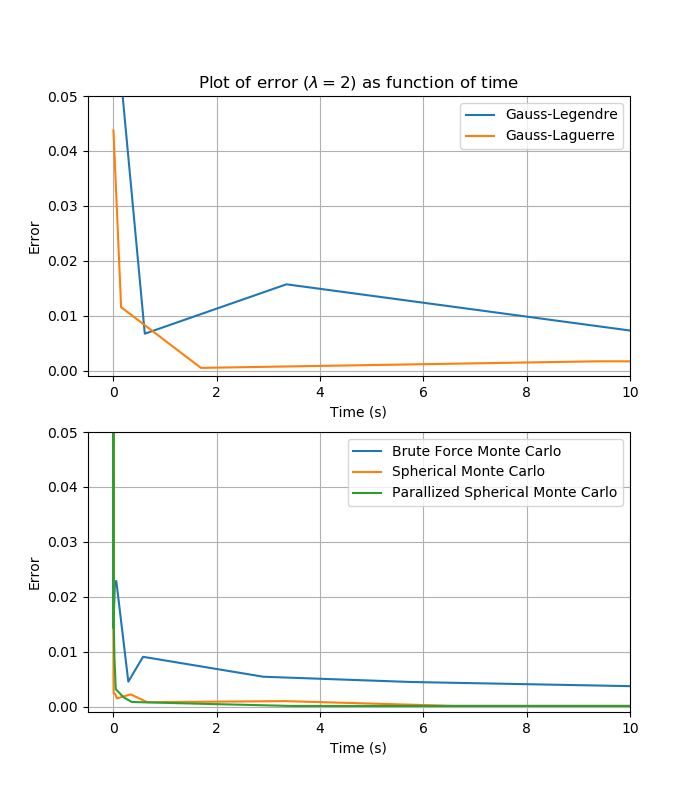 Plot of error (λ = 2) as function of time
0.05
0.04
0.03
0.02
0.01
0.00
Error
Gauss-Legendre
Gauss-Laguerre
0 2 4 6 8 10
Time (s)
0.05
0.04
0.03
0.02
0.01
0.00
Error
Brute Force Monte Carlo
Spherical Monte Carlo
Parallized Spherical Monte Carlo
0 2 4 6 8 10
Time (s)